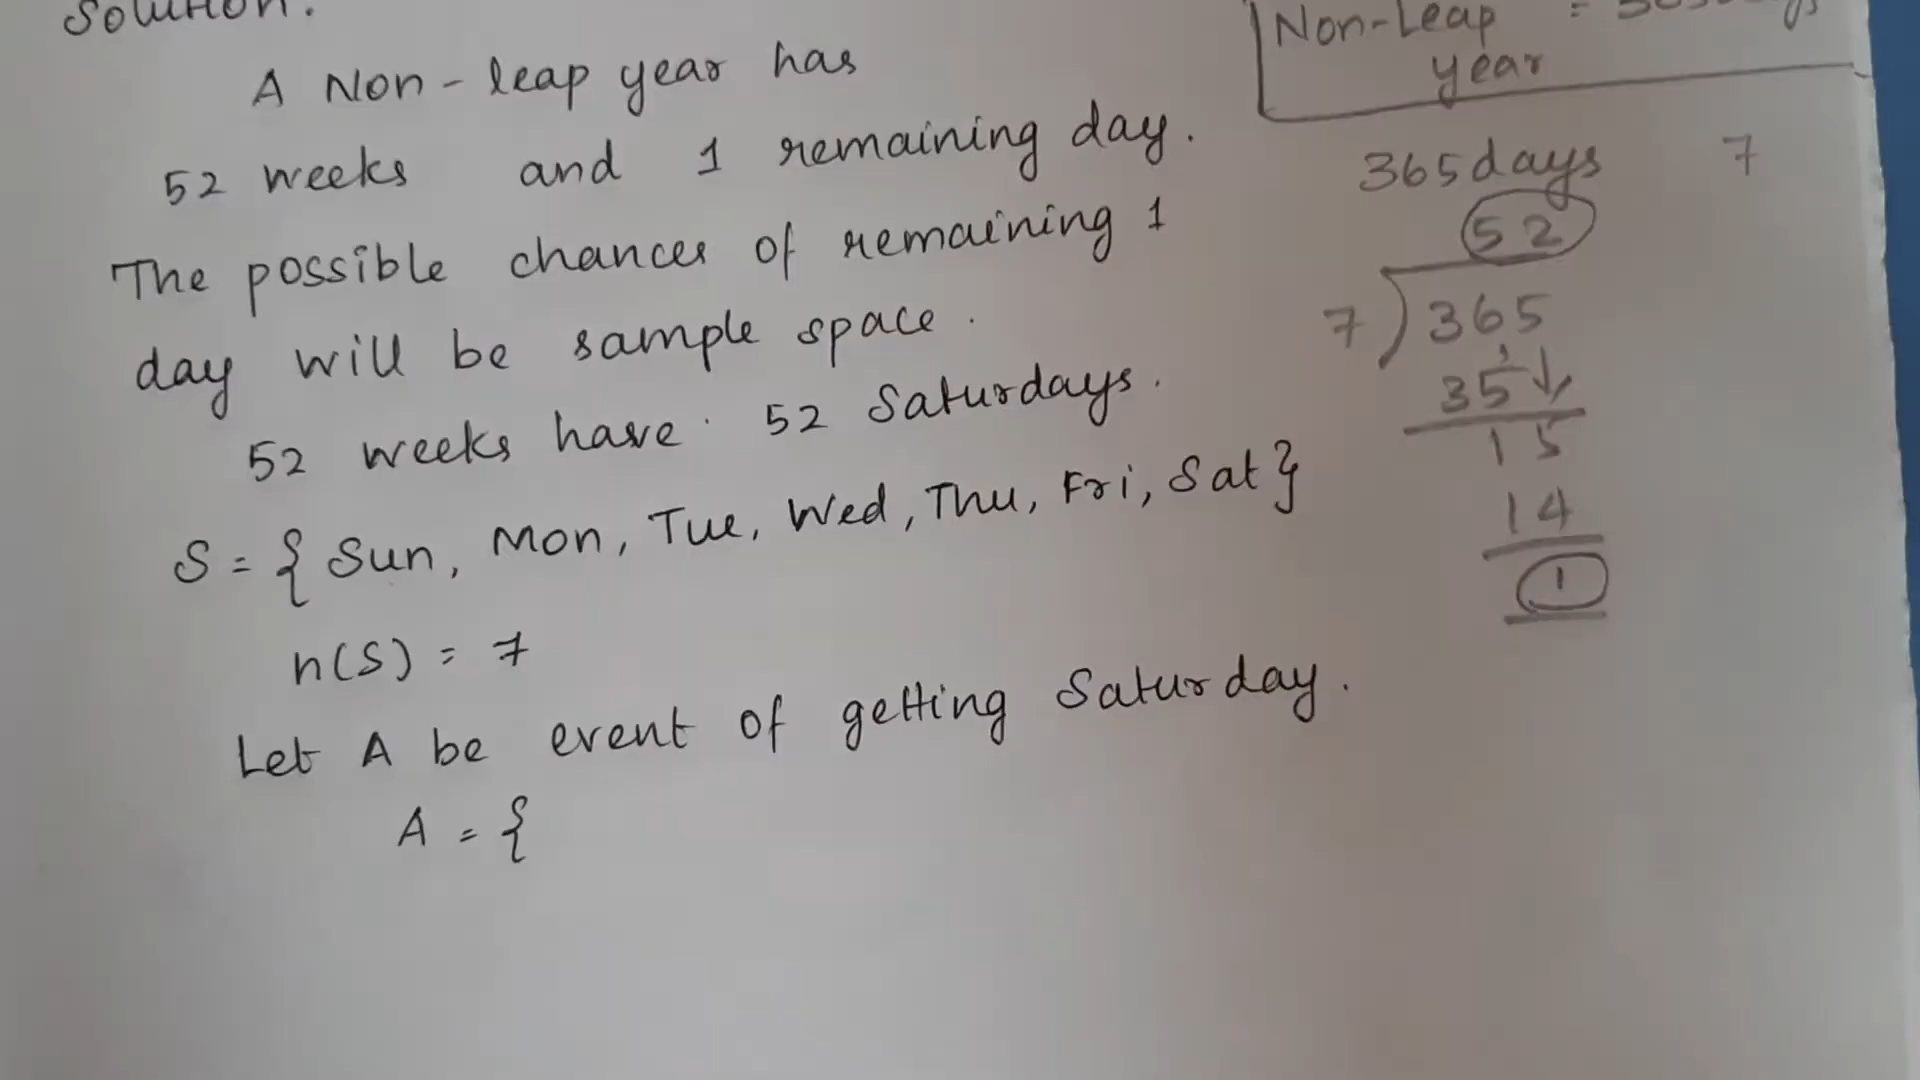 Solution:
A Non-leap year has
52 weeks and 1 remaining day.
The possible chances of remaining 1
day will be sample space.
52 weeks have 52 Saturdays.
S = { Sun, Mon, Tue, Wed, Thu, Fri, Sat }
n(S) = 7
Let A be event of getting Saturday.
A = {
Non-Leap =
year
365 days 7
52
7 ) 365
35 ↓
15
14
1